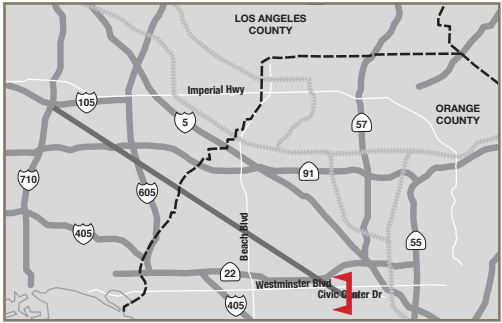 LOS ANGELES
COUNTY
Imperial Hwy
105
5
57
ORANGE
COUNTY
710
605
91
405
Beach Blvd
55
22
Westminster Blvd
Civic Center Dr
405